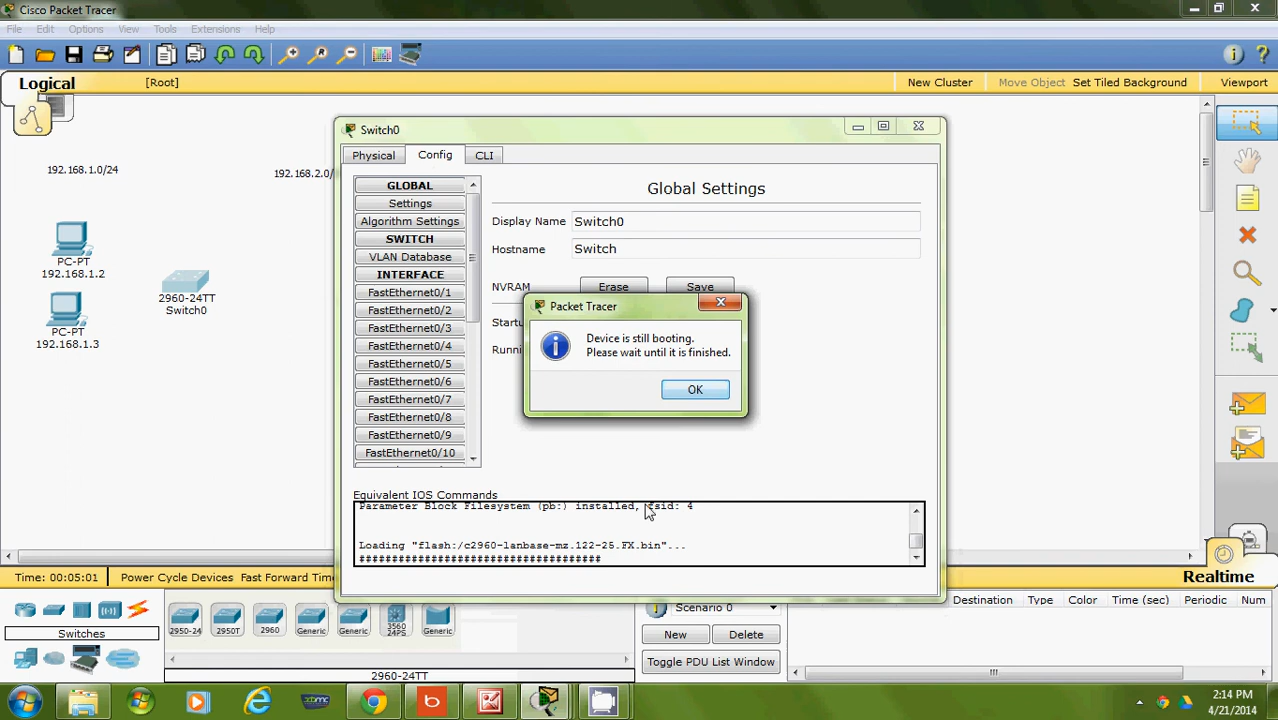 Cisco Packet Tracer
File Edit Options View Tools Extensions Help
Logical
[Root]
New Cluster
Move Object
Set Tiled Background
Viewport
192.168.1.0/24
192.168.2.0/
PC-PT
192.168.1.2
2960-24TT
Switch0
PC-PT
192.168.1.3
Switch0
Physical Config CLI
GLOBAL
Settings
Algorithm Settings
SWITCH
VLAN Database
INTERFACE
FastEthernet0/1
FastEthernet0/2
FastEthernet0/3
FastEthernet0/4
FastEthernet0/5
FastEthernet0/6
FastEthernet0/7
FastEthernet0/8
FastEthernet0/9
FastEthernet0/10
Global Settings
Display Name Switch0
Hostname Switch
NVRAM Erase Save
Startu
Runni
Packet Tracer
Device is still booting.
Please wait until it is finished.
OK
Equivalent IOS Commands
Parameter Block Filesystem (pb:) installed, fsid: 4
Loading "flash:/c2960-lanbase-mz.122-25.FX.bin"...
#####################################
Time: 00:05:01 Power Cycle Devices Fast Forward Tim
Realtime
Switches
2950-24 2950T 2960 Generic Generic 3560 24PS Generic
2960-24TT
Scenario 0
New Delete
Toggle PDU List Window
Destination Type Color Time (sec) Periodic Num
2:14 PM
4/21/2014